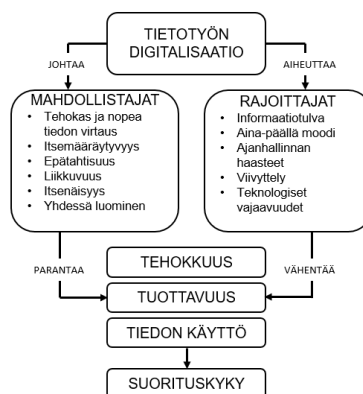 TIETOTYÖN
DIGITALISAATIO
JOHTAA
AIHEUTTAA
MAHDOLLISTAJAT
• Tehokas ja nopea
tiedon virtaus
• Itsemääräytyvyys
• Epätahtisuus
• Liikkuvuus
• Itsenäisyys
• Yhdessä luominen
RAJOITTAJAT
• Informaatiotulva
• Aina-päällä moodi
• Ajanhallinnan
haasteet
• Viivyttely
• Teknologiset
vajaavuudet
PARANTAA
VÄHENTÄÄ
TEHOKKUUS
TUOTTAVUUS
TIEDON KÄYTTÖ
SUORITUSKYKY